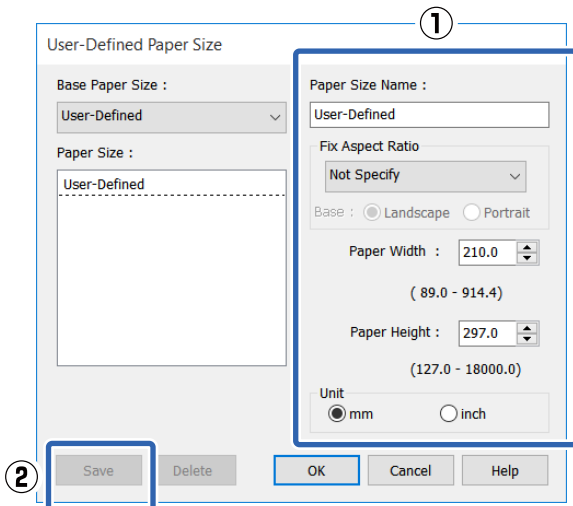 ①
User-Defined Paper Size
Base Paper Size :
User-Defined
Paper Size :
User-Defined
Paper Size Name :
User-Defined
Fix Aspect Ratio
Not Specify
Base : Landscape Portrait
Paper Width : 210.0
( 89.0 - 914.4)
Paper Height : 297.0
(127.0 - 18000.0)
Unit
mm inch
②
Save Delete OK Cancel Help